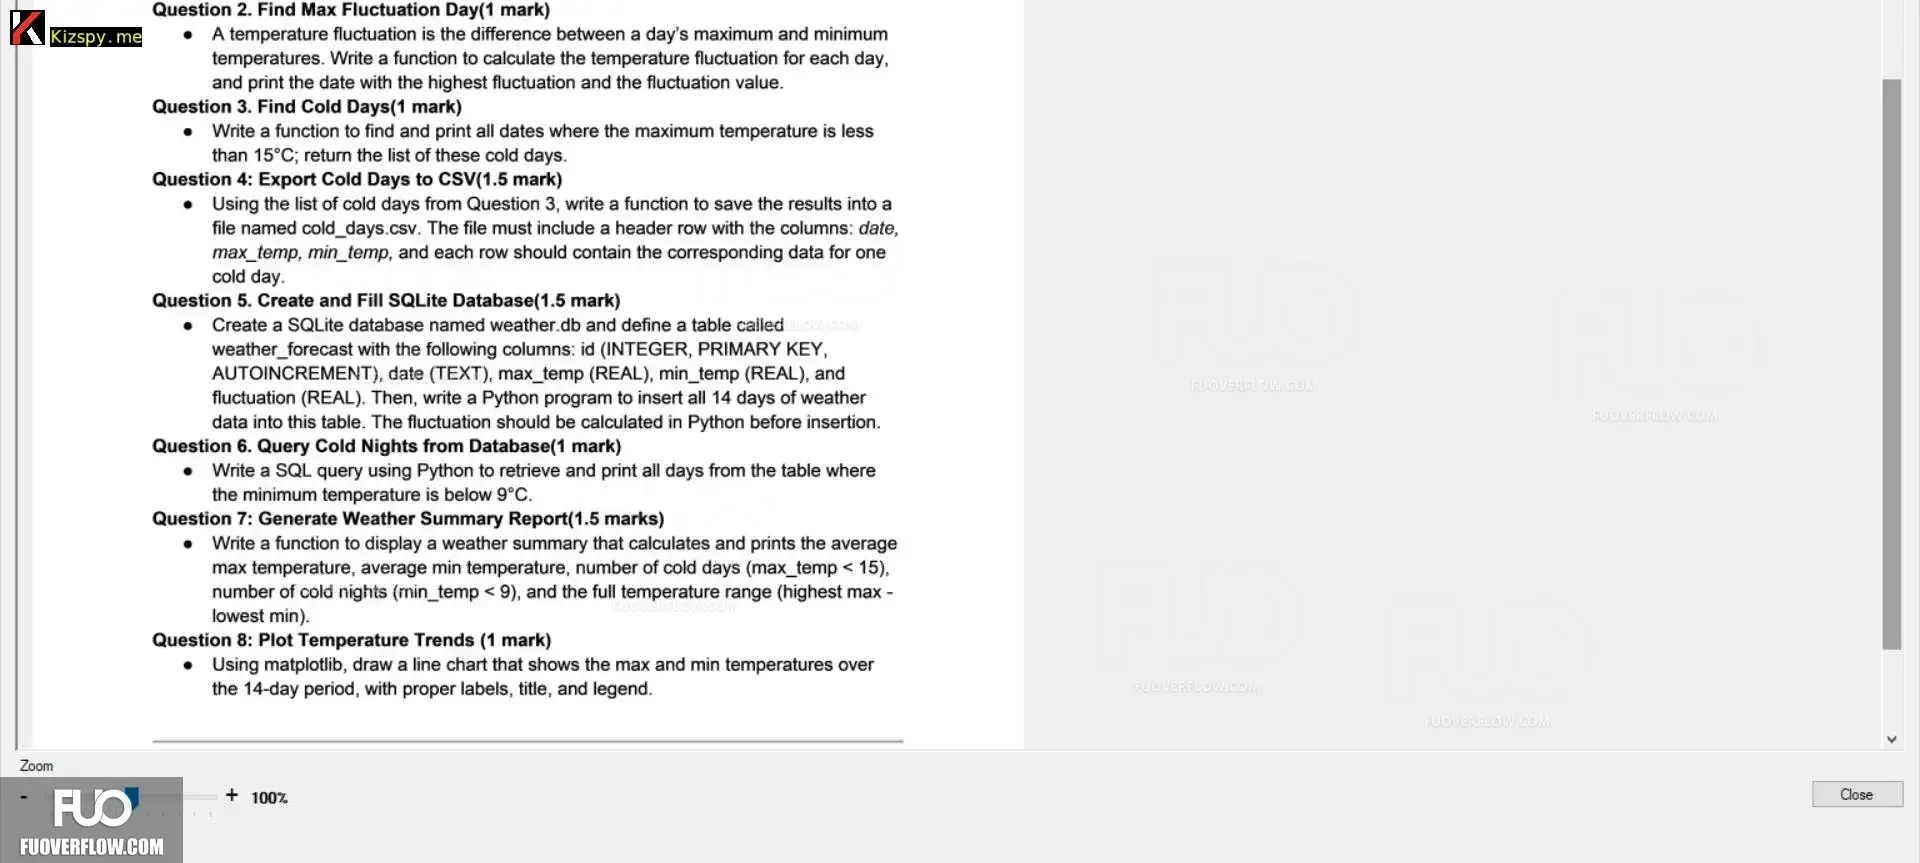 Kizspy.me
Question 2. Find Max Fluctuation Day(1 mark)
● A temperature fluctuation is the difference between a day's maximum and minimum
temperatures. Write a function to calculate the temperature fluctuation for each day,
and print the date with the highest fluctuation and the fluctuation value.
Question 3. Find Cold Days(1 mark)
● Write a function to find and print all dates where the maximum temperature is less
than 15°C; return the list of these cold days.
Question 4: Export Cold Days to CSV(1.5 mark)
● Using the list of cold days from Question 3, write a function to save the results into a
file named cold_days.csv. The file must include a header row with the columns: date,
max_temp, min_temp, and each row should contain the corresponding data for one
cold day.
Question 5. Create and Fill SQLite Database(1.5 mark)
● Create a SQLite database named weather.db and define a table called
weather_forecast with the following columns: id (INTEGER, PRIMARY KEY,
AUTOINCREMENT), date (TEXT), max_temp (REAL), min_temp (REAL), and
fluctuation (REAL). Then, write a Python program to insert all 14 days of weather
data into this table. The fluctuation should be calculated in Python before insertion.
Question 6. Query Cold Nights from Database(1 mark)
● Write a SQL query using Python to retrieve and print all days from the table where
the minimum temperature is below 9°C.
Question 7: Generate Weather Summary Report(1.5 marks)
● Write a function to display a weather summary that calculates and prints the average
max temperature, average min temperature, number of cold days (max_temp < 15),
number of cold nights (min_temp < 9), and the full temperature range (highest max -
lowest min).
Question 8: Plot Temperature Trends (1 mark)
● Using matplotlib, draw a line chart that shows the max and min temperatures over
the 14-day period, with proper labels, title, and legend.
FUOVERFLOW.COM
FUOVERFLOW.COM
FUOVERFLOW.COM
FUOVERFLOW.COM
FUOVERFLOW.COM
Zoom
- + 100%
Close
FUO
FUOVERFLOW.COM